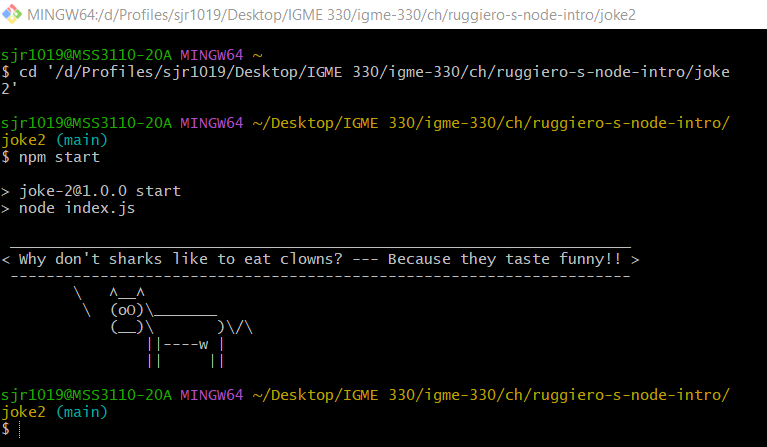 MINGW64:/d/Profiles/sjr1019/Desktop/IGME 330/igme-330/ch/ruggiero-s-node-intro/joke2
sjr1019@MSS3110-20A MINGW64 ~
$ cd '/d/Profiles/sjr1019/Desktop/IGME 330/igme-330/ch/ruggiero-s-node-intro/joke
2'
sjr1019@MSS3110-20A MINGW64 ~/Desktop/IGME 330/igme-330/ch/ruggiero-s-node-intro/
joke2 (main)
$ npm start
> joke-2@1.0.0 start
> node index.js
 _____________________________________________________________________
< Why don't sharks like to eat clowns? --- Because they taste funny!! >
 ---------------------------------------------------------------------
        \   ^__^
         \  (oO)\_______
            (__)\       )\/\
                ||----w |
                ||     ||
sjr1019@MSS3110-20A MINGW64 ~/Desktop/IGME 330/igme-330/ch/ruggiero-s-node-intro/
joke2 (main)
$